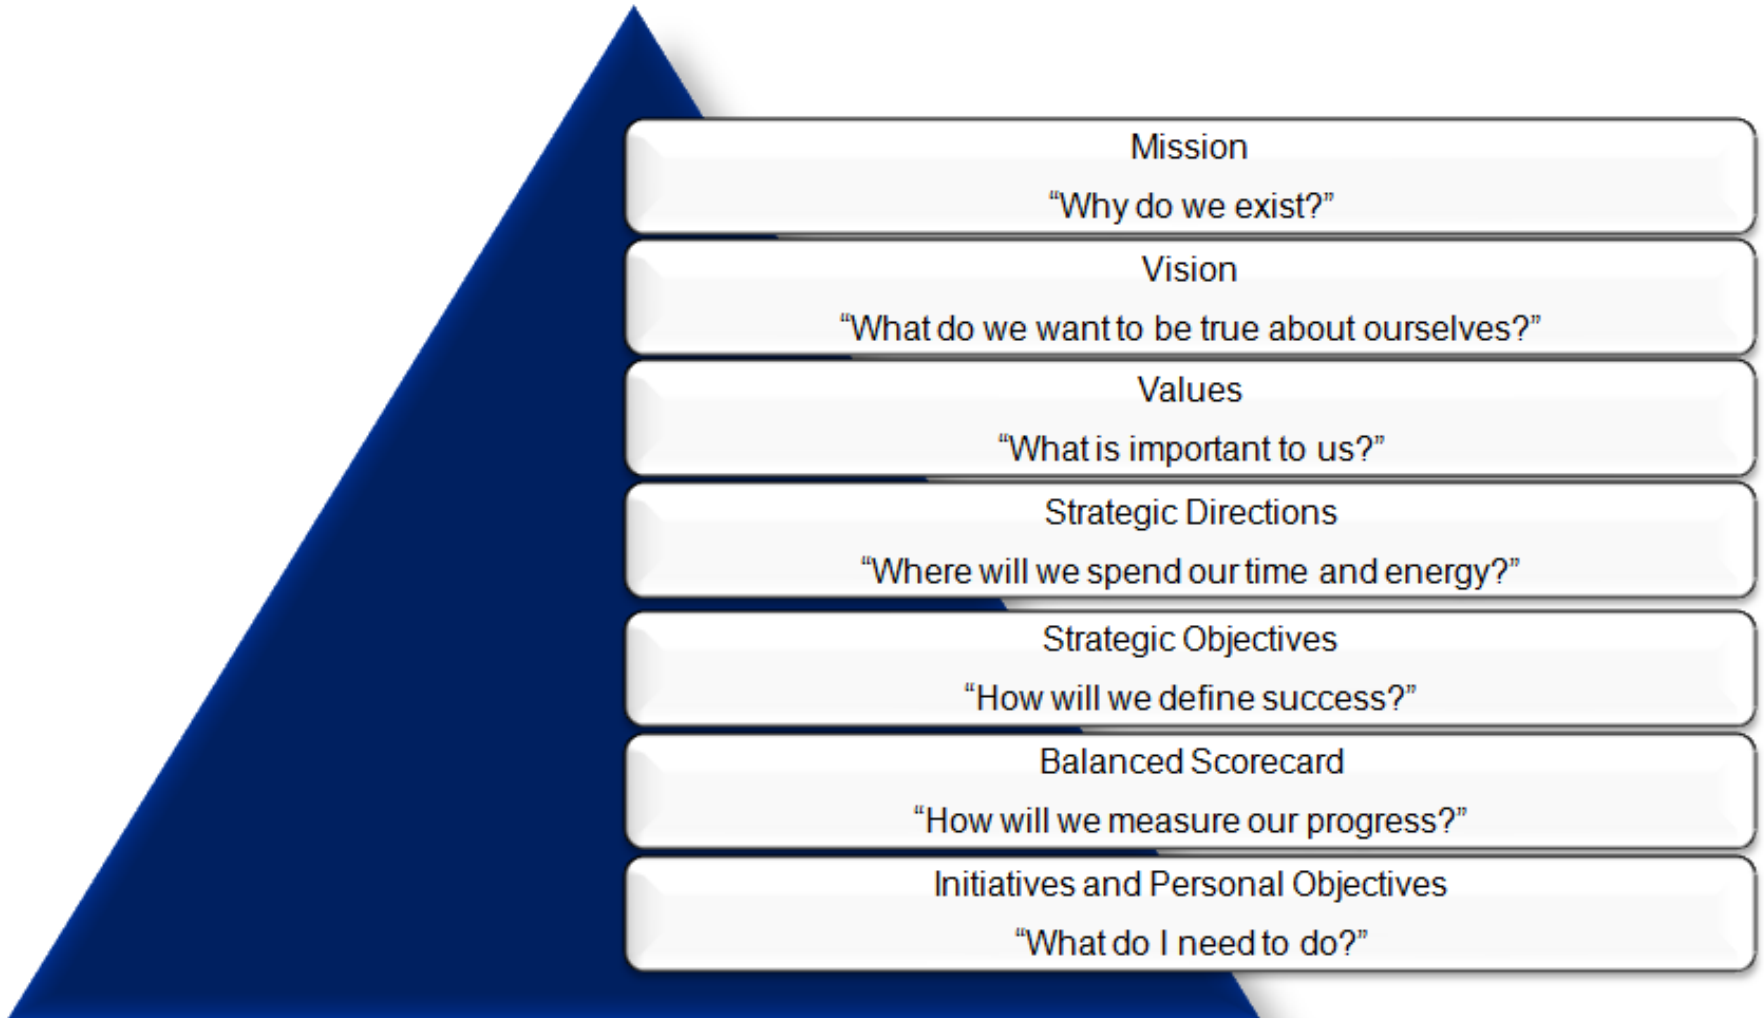 Mission
“Why do we exist?”
Vision
“What do we want to be true about ourselves?”
Values
“What is important to us?”
Strategic Directions
“Where will we spend our time and energy?”
Strategic Objectives
“How will we define success?”
Balanced Scorecard
“How will we measure our progress?”
Initiatives and Personal Objectives
“What do I need to do?”